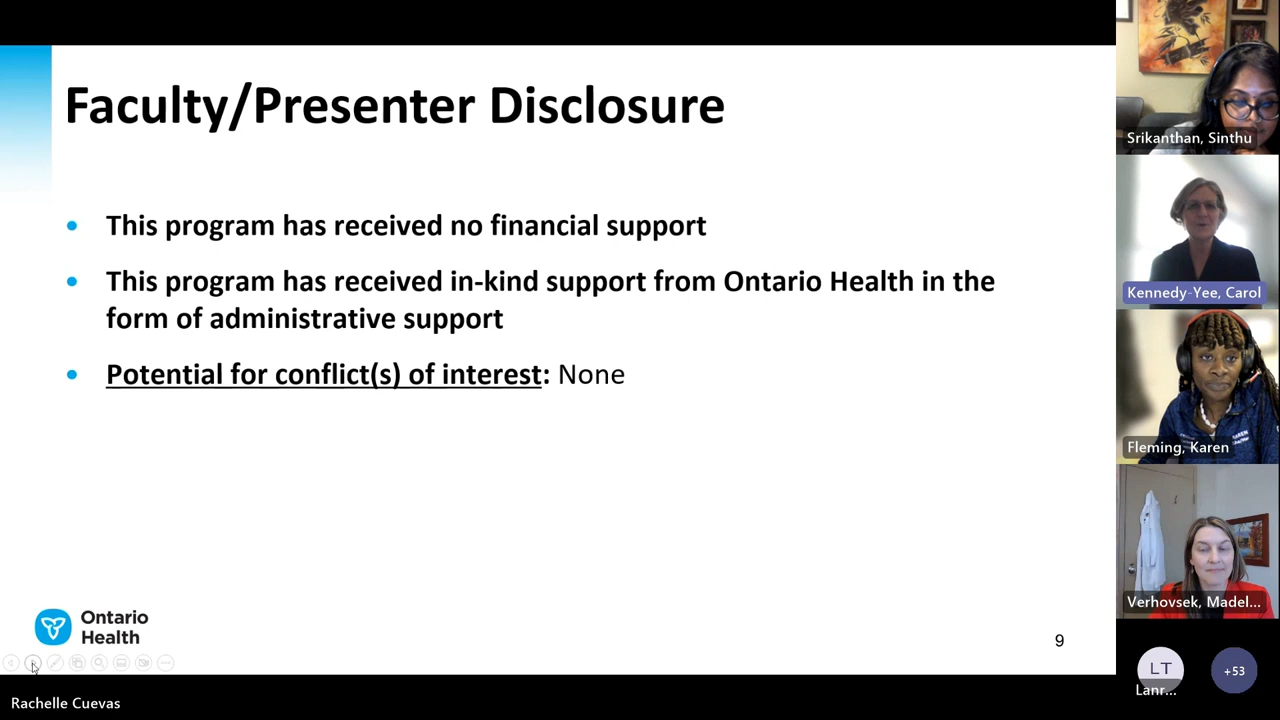 Faculty/Presenter Disclosure
• This program has received no financial support
• This program has received in-kind support from Ontario Health in the
form of administrative support
• Potential for conflict(s) of interest: None
Ontario
Health
9
Rachelle Cuevas
Srikanthan, Sinthu
Kennedy-Yee, Carol
KAREN
Fleming, Karen
Verhovsek, Madel...
LT
Lanr...
+53